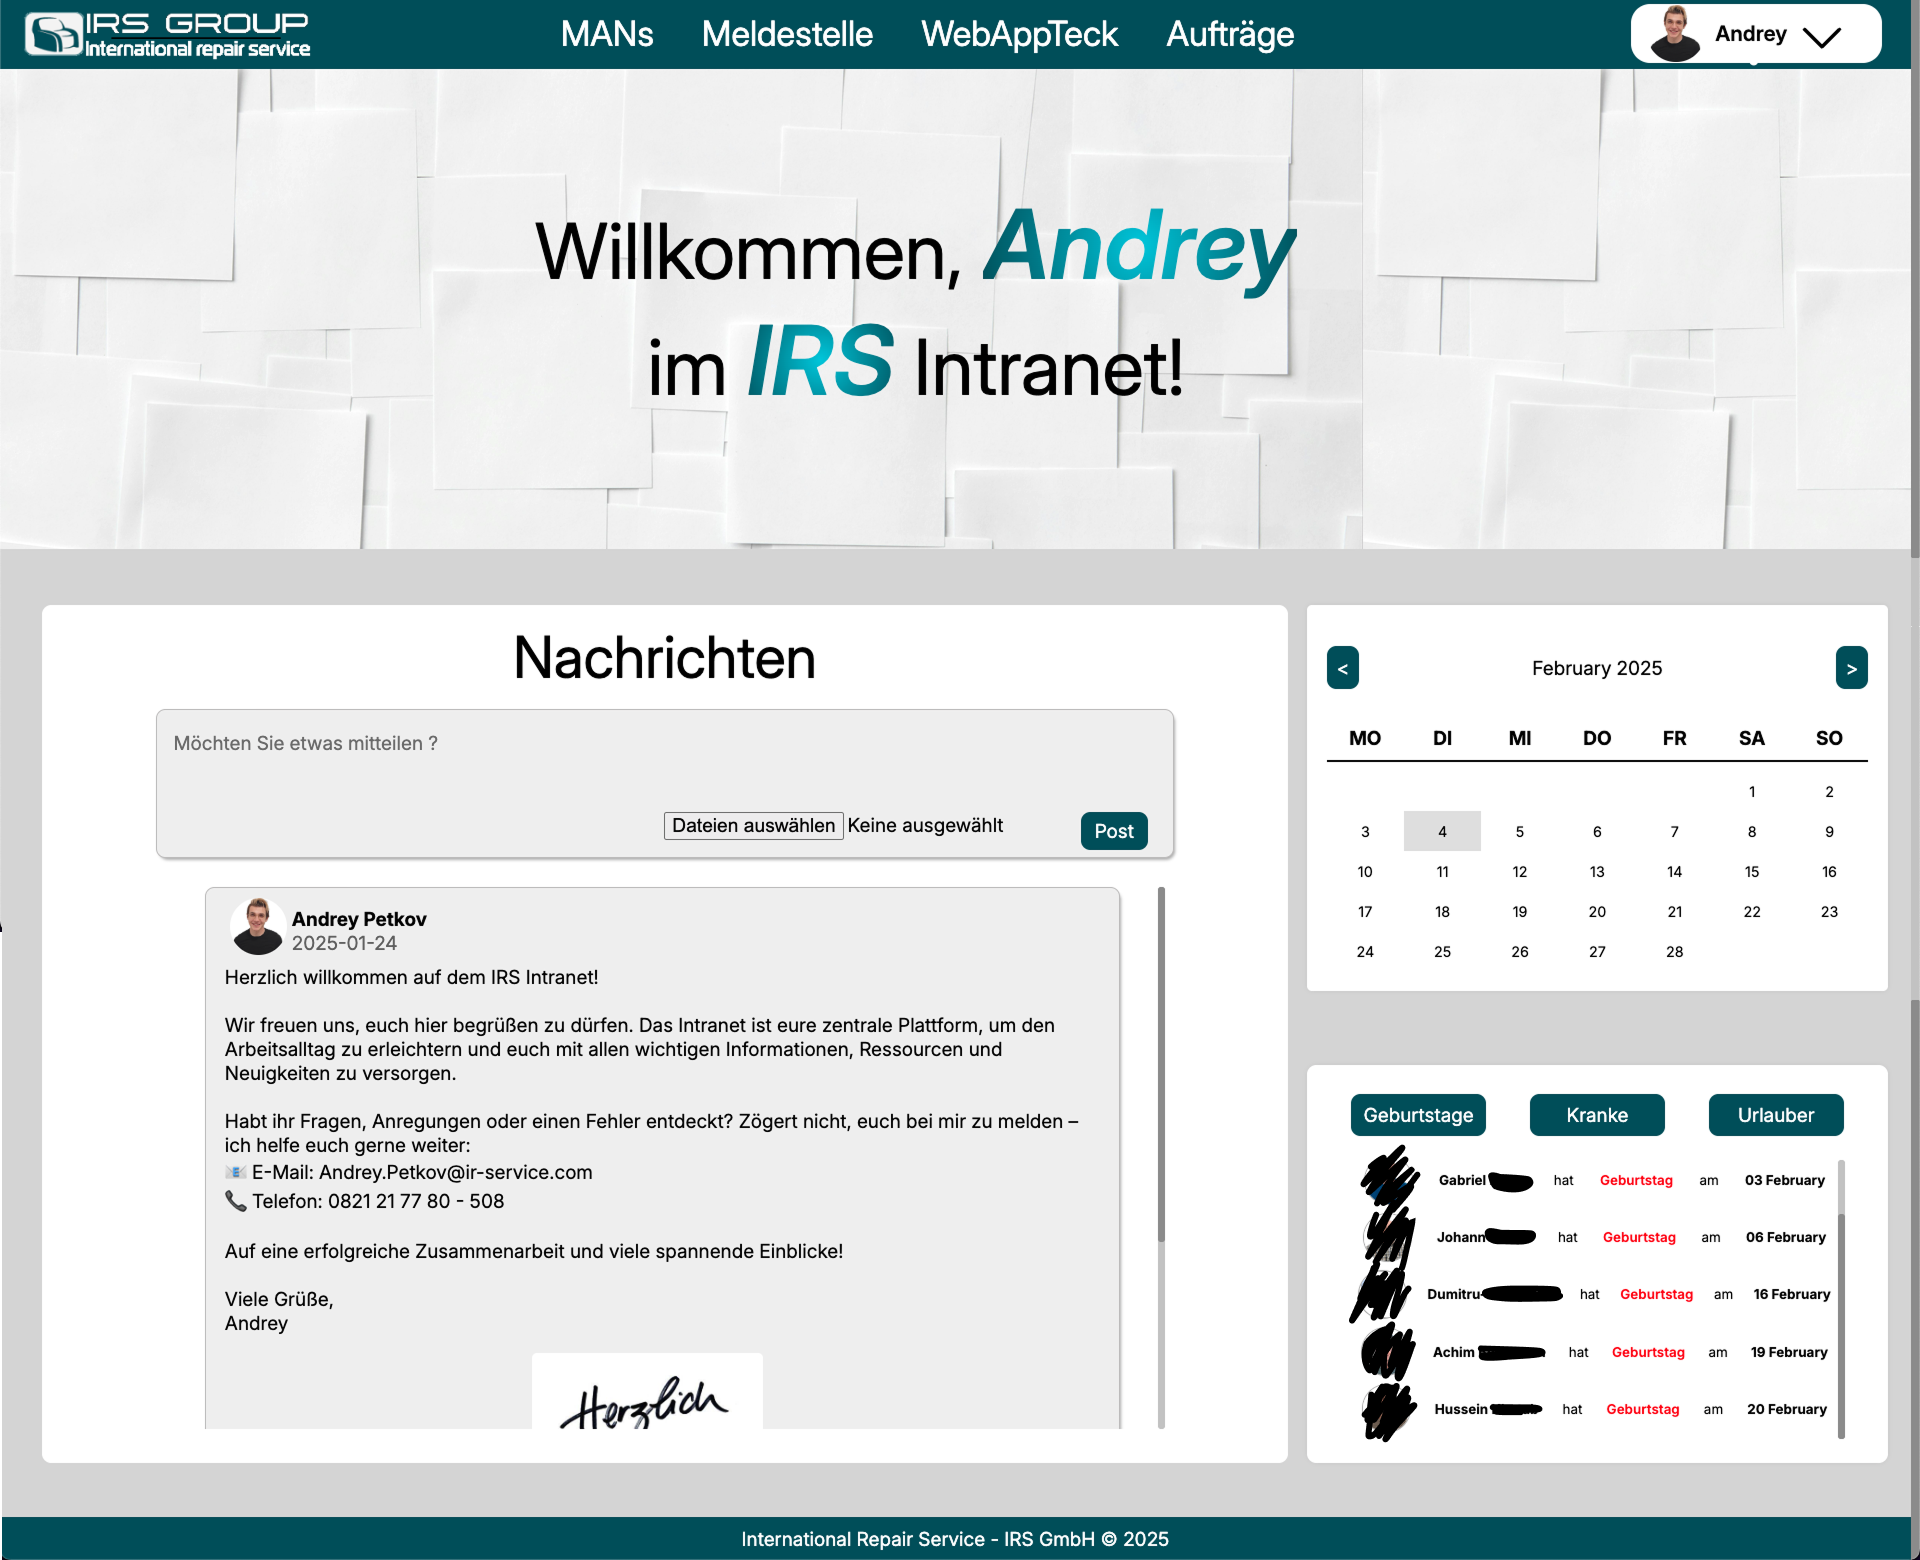 IRS GROUP
International repair service
MANs Meldestelle WebAppTeck Aufträge
Andrey
Willkommen, Andrey
im IRS Intranet!
Nachrichten
Möchten Sie etwas mitteilen ?
Dateien auswählen Keine ausgewählt
Post
Andrey Petkov
2025-01-24
Herzlich willkommen auf dem IRS Intranet!
Wir freuen uns, euch hier begrüßen zu dürfen. Das Intranet ist eure zentrale Plattform, um den
Arbeitsalltag zu erleichtern und euch mit allen wichtigen Informationen, Ressourcen und
Neuigkeiten zu versorgen.
Habt ihr Fragen, Anregungen oder einen Fehler entdeckt? Zögert nicht, euch bei mir zu melden –
ich helfe euch gerne weiter:
📧 E-Mail: Andrey.Petkov@ir-service.com
📞 Telefon: 0821 21 77 80 - 508
Auf eine erfolgreiche Zusammenarbeit und viele spannende Einblicke!
Viele Grüße,
Andrey
Herzlich
< February 2025 >
MO DI MI DO FR SA SO
1 2
3 4 5 6 7 8 9
10 11 12 13 14 15 16
17 18 19 20 21 22 23
24 25 26 27 28
Geburtstage Kranke Urlauber
Gabriel hat Geburtstag am 03 February
Johann hat Geburtstag am 06 February
Dumitru hat Geburtstag am 16 February
Achim hat Geburtstag am 19 February
Hussein hat Geburtstag am 20 February
International Repair Service - IRS GmbH © 2025